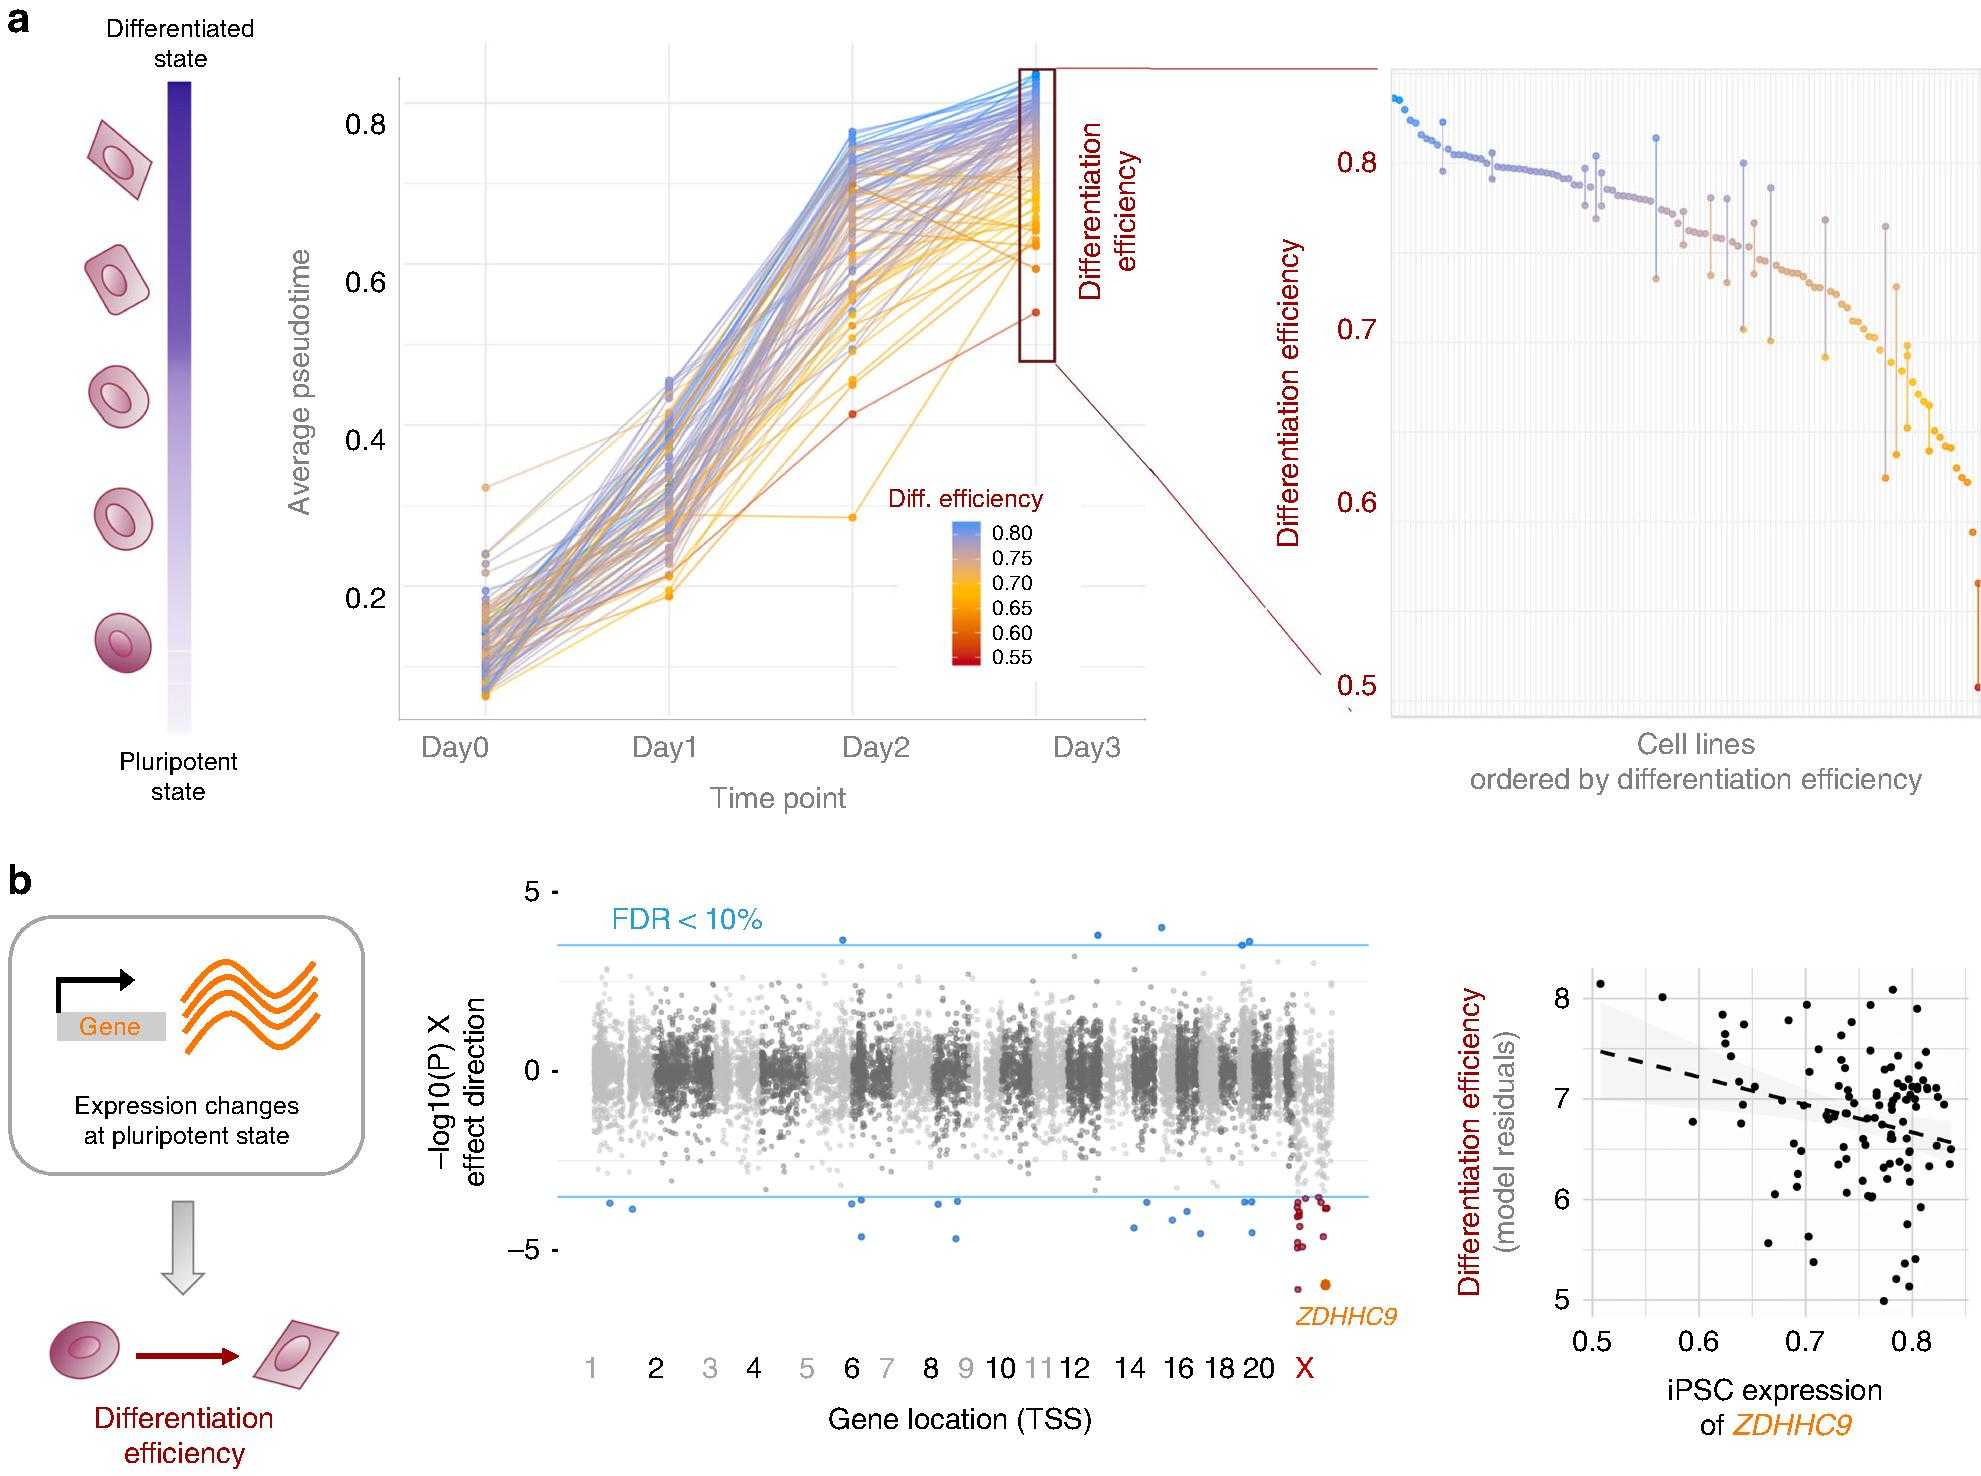 a
Differentiated
state
Pluripotent
state
Average pseudotime
0.8
0.6
0.4
0.2
Day0
Day1
Day2
Day3
Time point
Diff. efficiency
0.80
0.75
0.70
0.65
0.60
0.55
Differentiation
efficiency
Differentiation efficiency
0.8
0.7
0.6
0.5
Cell lines
ordered by differentiation efficiency
b
Gene
Expression changes
at pluripotent state
Differentiation
efficiency
–log10(P) X
effect direction
5
0
–5
FDR < 10%
ZDHHC9
1 2 3 4 5 6 7 8 9 10 11 12 14 16 18 20 X
Gene location (TSS)
Differentiation efficiency
(model residuals)
8
7
6
5
0.5 0.6 0.7 0.8
iPSC expression
of ZDHHC9